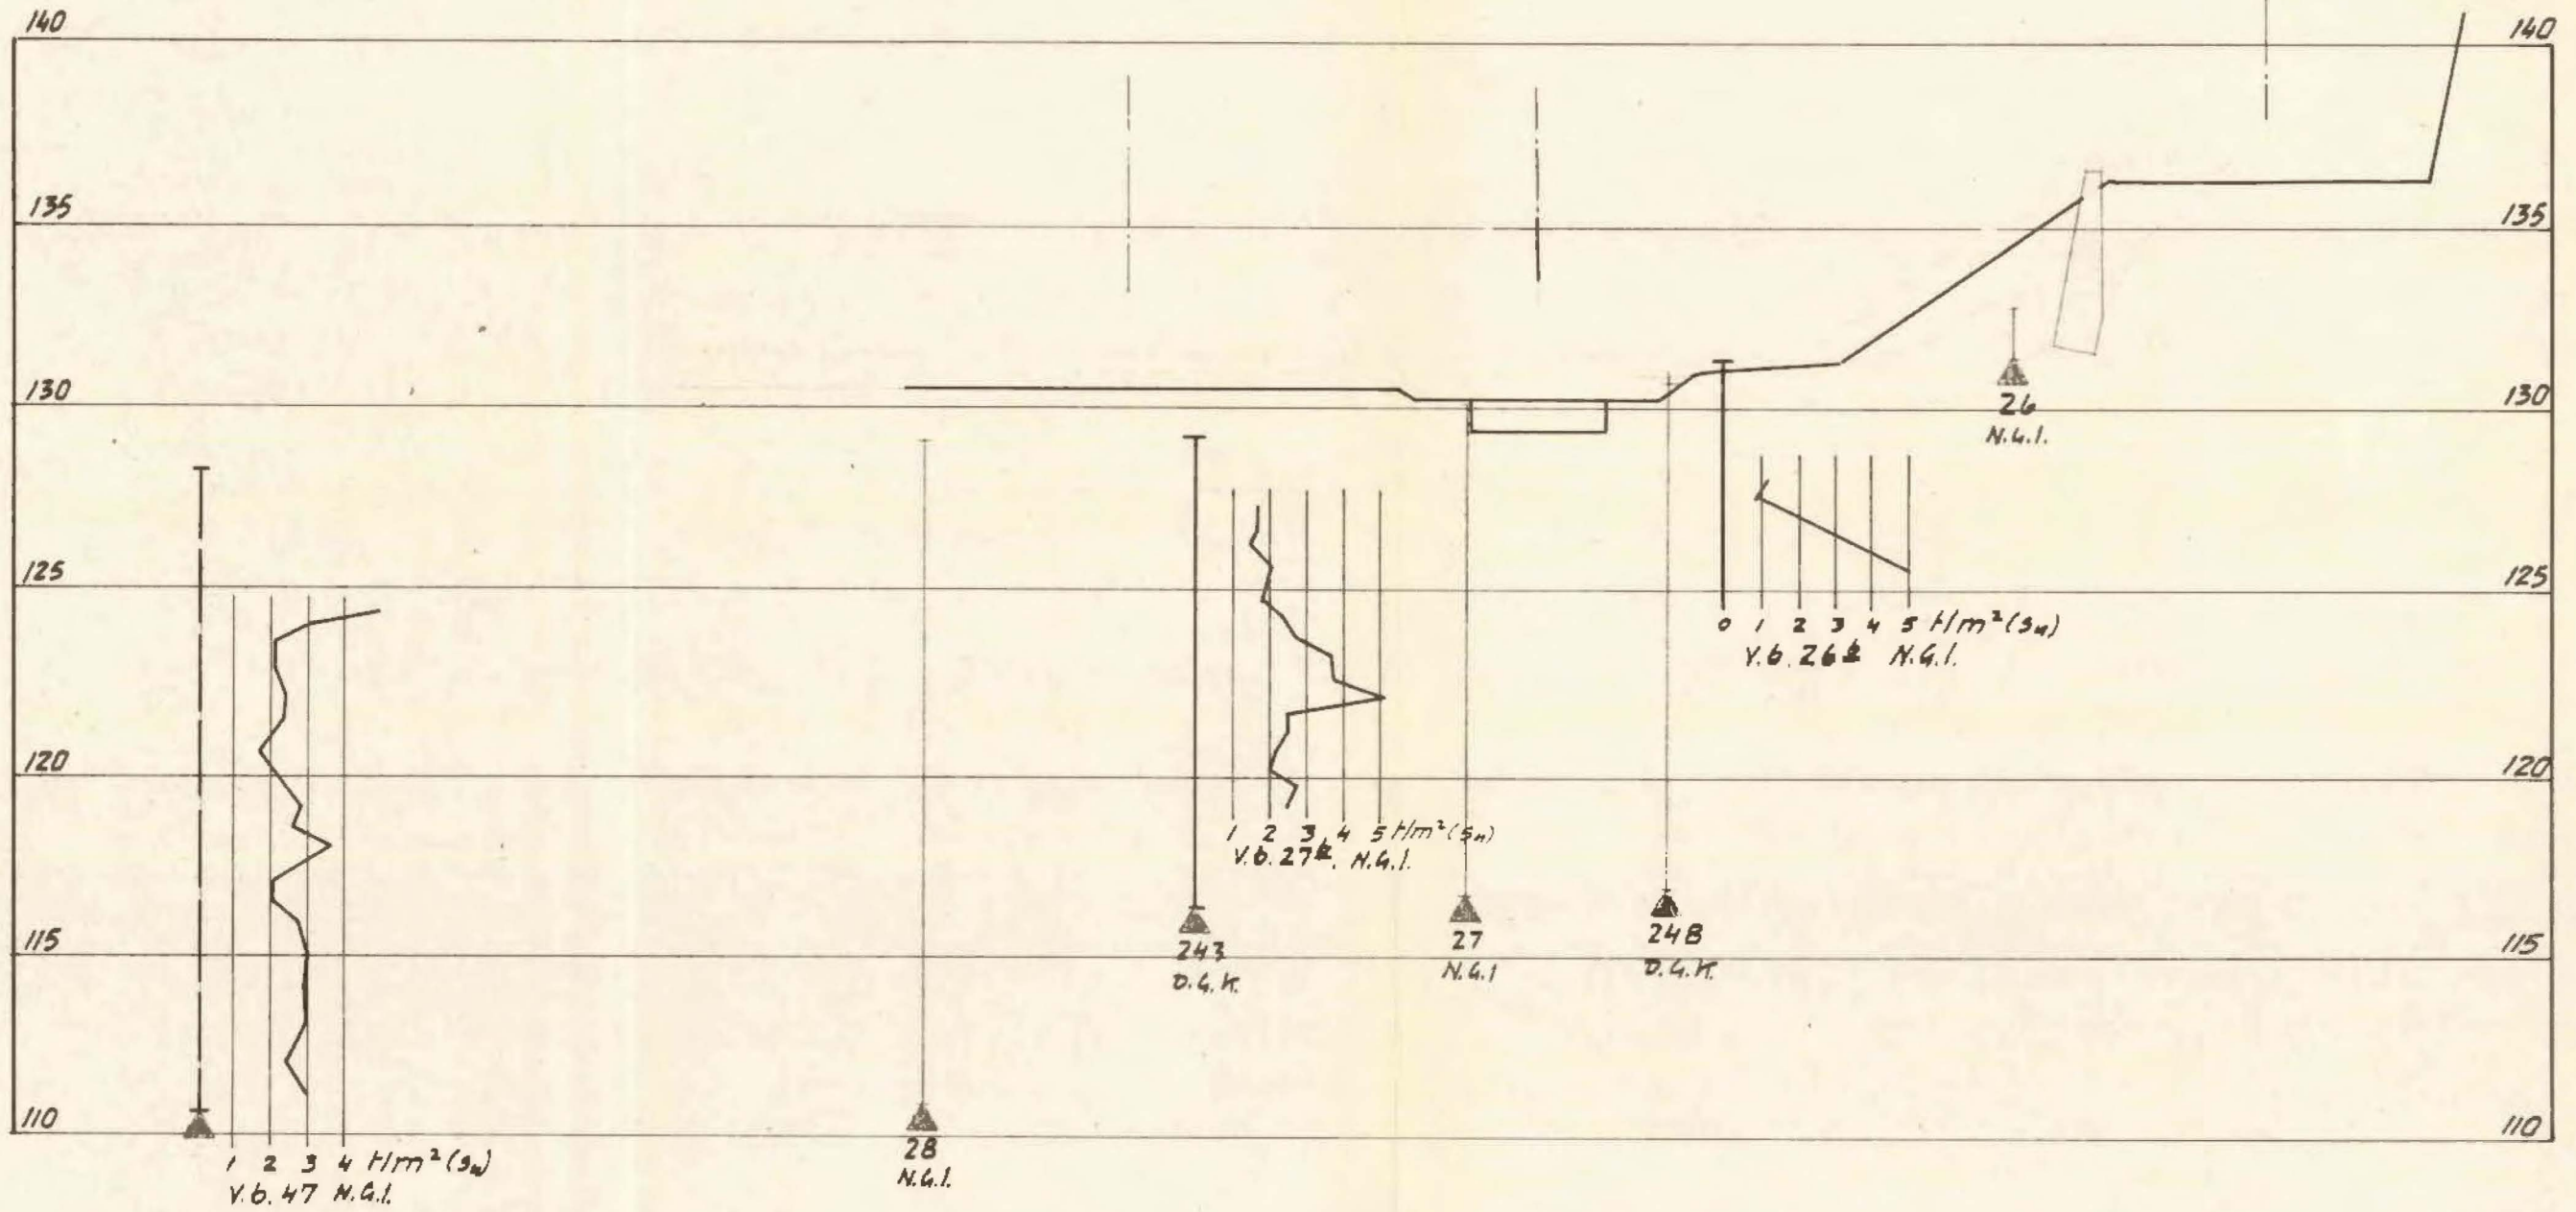 140 140
135 135
130 130
26
N.G.I.
125 125
0 1 2 3 4 5 t/m² (su)
V.b. 26 N.G.I.
120 120
1 2 3 4 5 t/m² (su)
V.b. 27 N.G.I.
243
O.G.K.
27
N.G.I
248
O.G.K.
115 115
110 110
28
N.G.I.
1 2 3 4 t/m² (su)
V.b. 47 N.G.I.